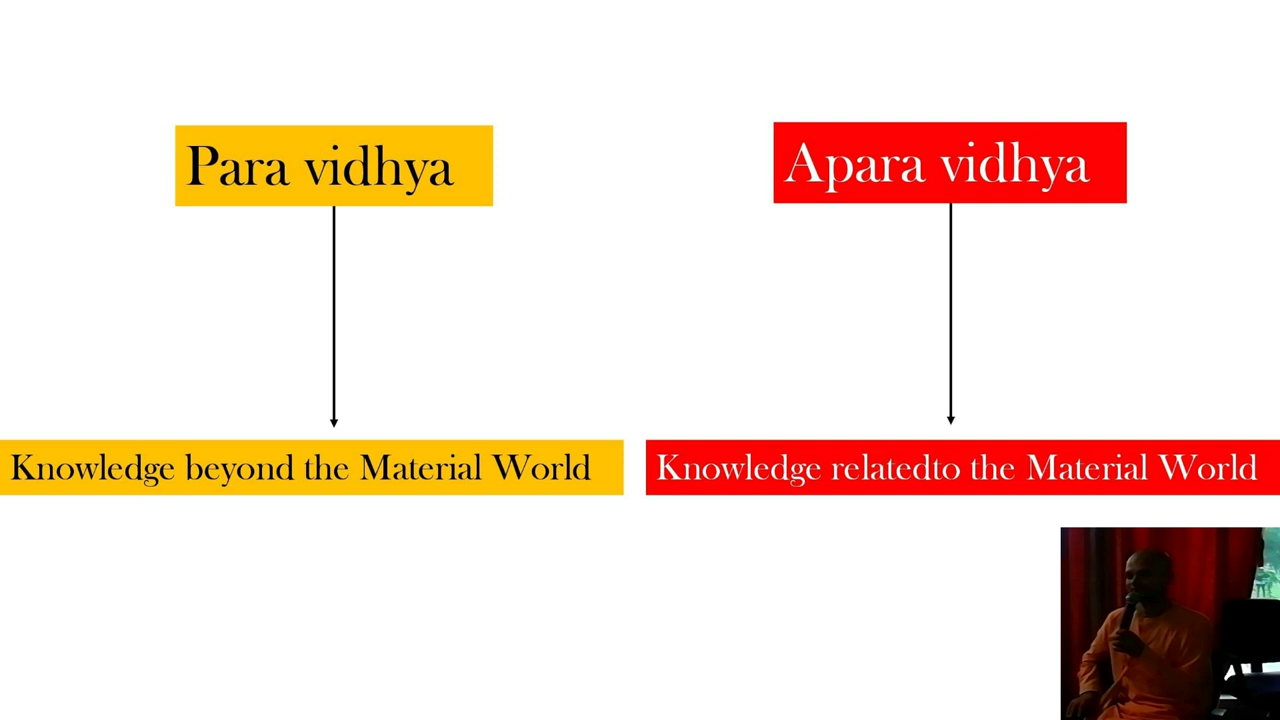 Para vidhya
Apara vidhya
Knowledge beyond the Material World
Knowledge relatedto the Material World